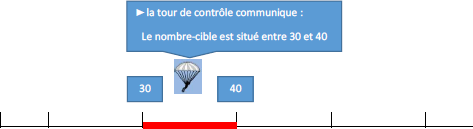 ►la tour de contrôle communique :
Le nombre-cible est situé entre 30 et 40
30 40